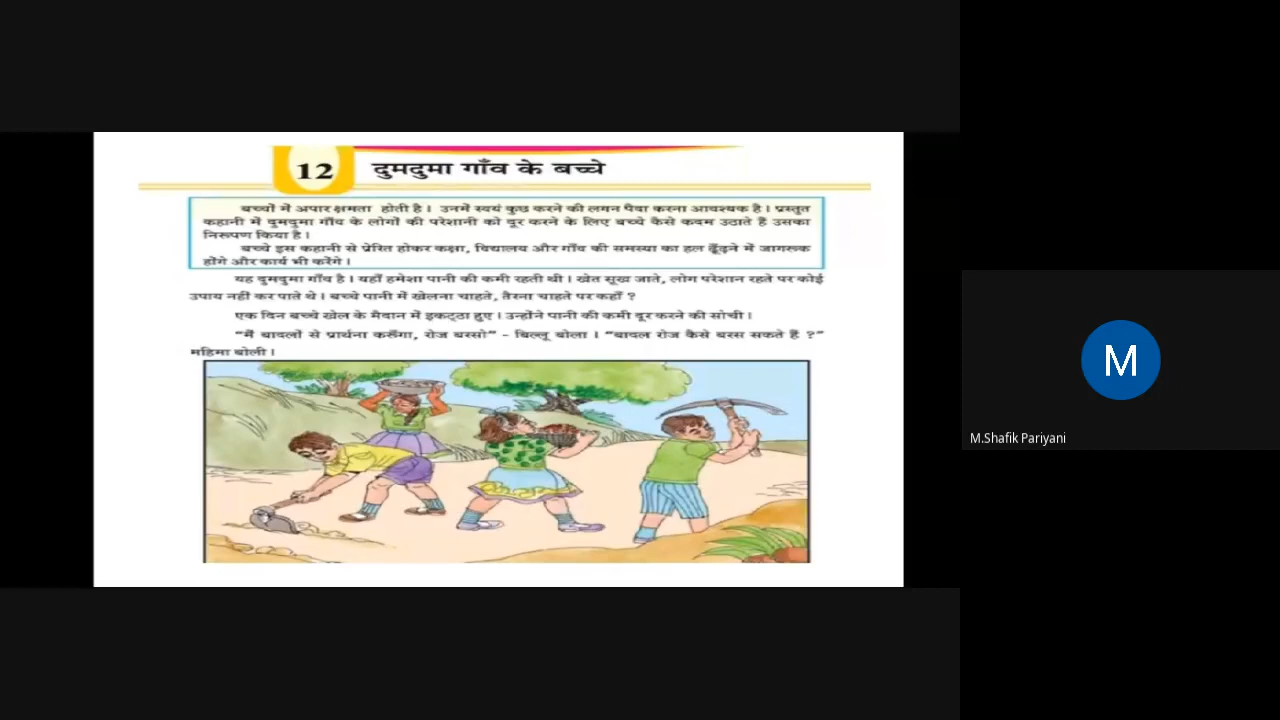 12 दुमदुमा गाँव के बच्चे
बच्चों में अपार क्षमता होती है। उनमें स्वयं कुछ करने की लगन पैदा करना आवश्यक है। प्रस्तुत
कहानी में दुमदुमा गाँव के लोगों की परेशानी को दूर करने के लिए बच्चे कैसे कदम उठाते हैं उसका
निरूपण किया है।
बच्चे इस कहानी से प्रेरित होकर कक्षा, विद्यालय और गाँव की समस्या का हल ढूँढ़ने में जागरूक
होंगे और कार्य भी करेंगे।
यह दुमदुमा गाँव है। यहाँ हमेशा पानी की कमी रहती थी। खेत सूख जाते, लोग परेशान रहते पर कोई
उपाय नहीं कर पाते थे। बच्चे पानी में खेलना चाहते, तैरना चाहते पर कहाँ ?
एक दिन बच्चे खेल के मैदान में इकट्ठा हुए। उन्होंने पानी की कमी दूर करने की सोची।
“मैं बादलों से प्रार्थना करूँगा, रोज बरसो” - बिल्लू बोला। “बादल रोज कैसे बरस सकते हैं ?”
महिमा बोली।
M
M.Shafik Pariyani